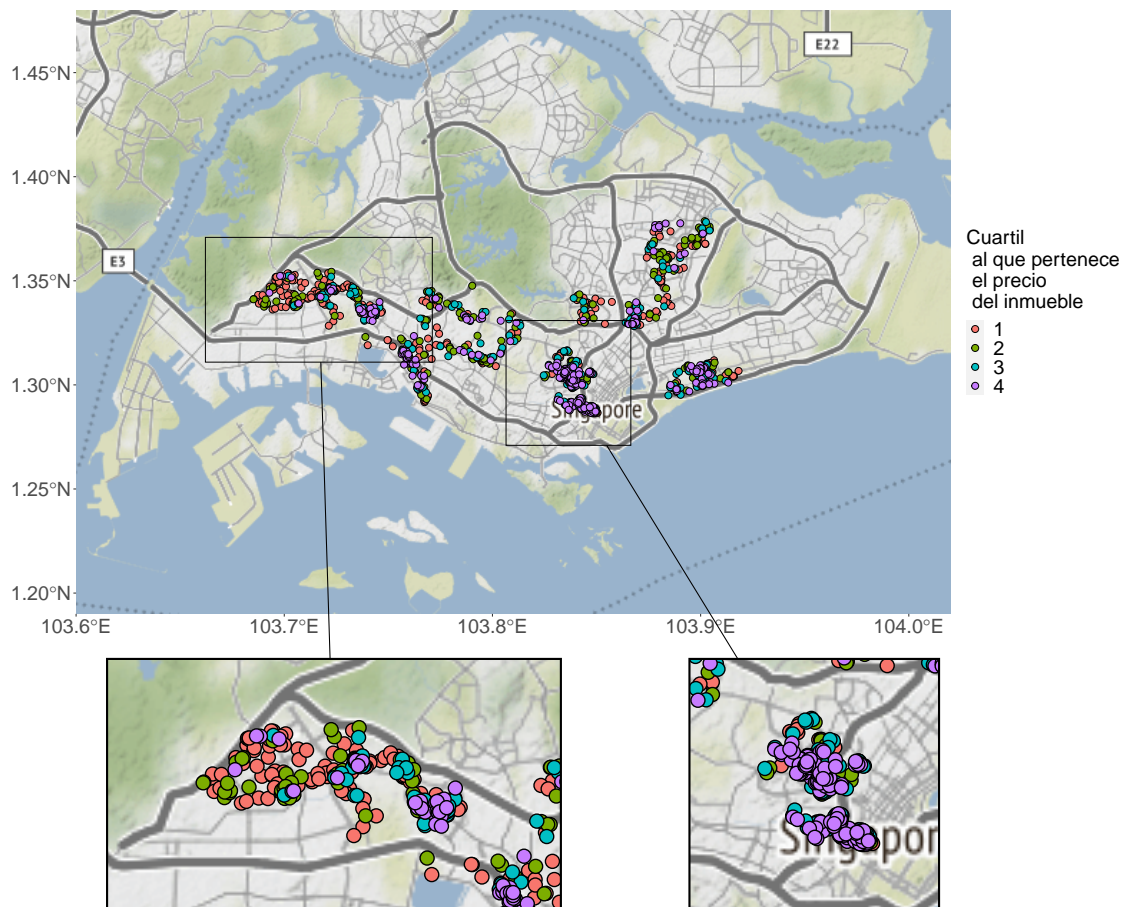 E22
1.45°N
1.40°N
Cuartil
al que pertenece
el precio
del inmueble
E3
1.35°N
1
2
3
4
1.30°N
Singapore
1.25°N
1.20°N
103.6°E
103.7°E
103.8°E
103.9°E
104.0°E
Singapor